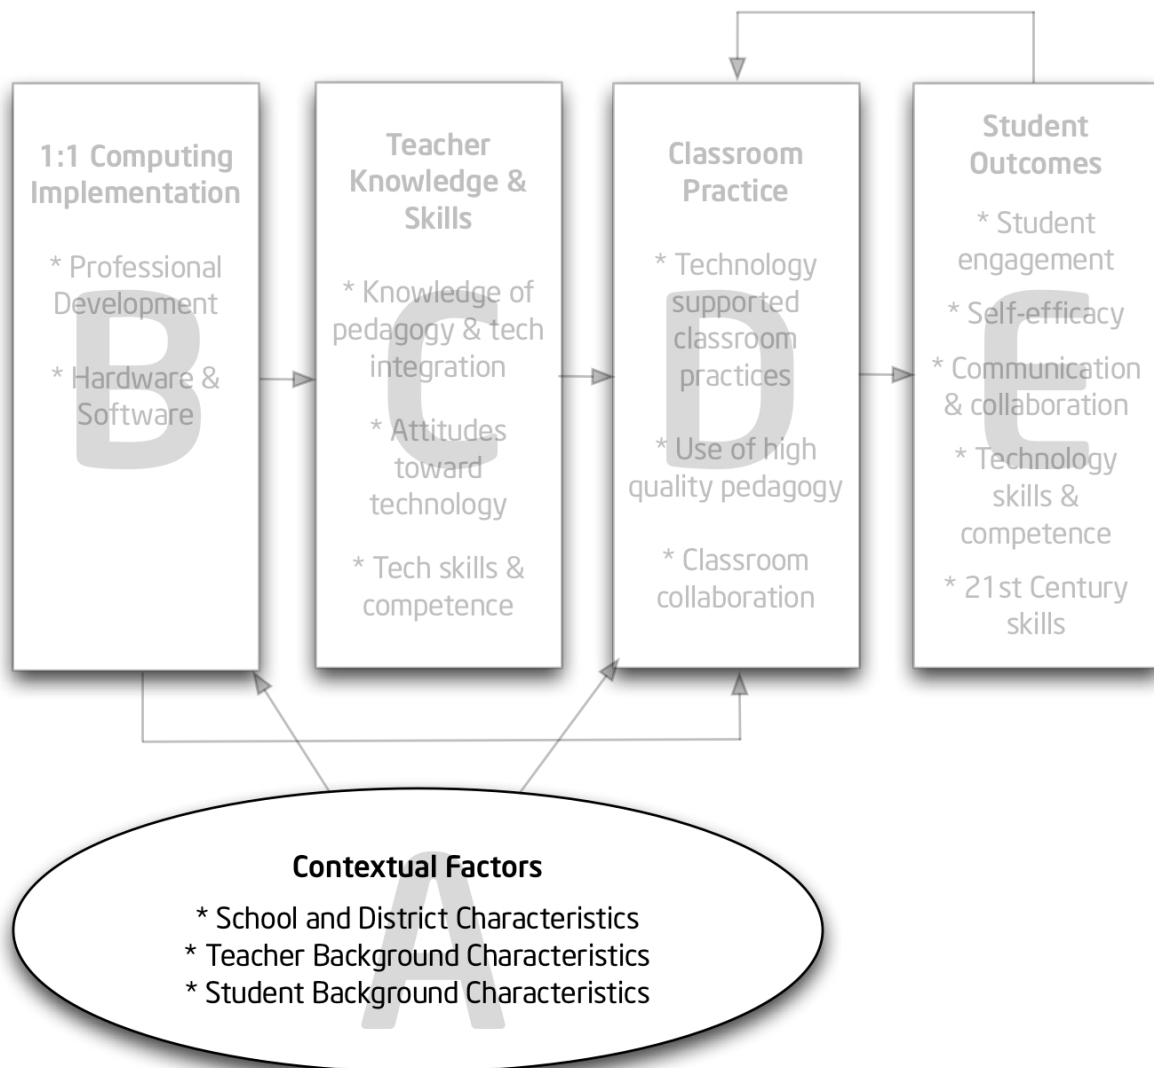 1:1 Computing
Implementation
* Professional
Development
* Hardware &
Software
B
Teacher
Knowledge &
Skills
* Knowledge of
pedagogy & tech
integration
* Attitudes
toward
technology
* Tech skills &
competence
C
Classroom
Practice
* Technology
supported
classroom
practices
* Use of high
quality pedagogy
* Classroom
collaboration
D
Student
Outcomes
* Student
engagement
* Self-efficacy
* Communication
& collaboration
* Technology
skills &
competence
* 21st Century
skills
E
Contextual Factors
* School and District Characteristics
* Teacher Background Characteristics
* Student Background Characteristics
A